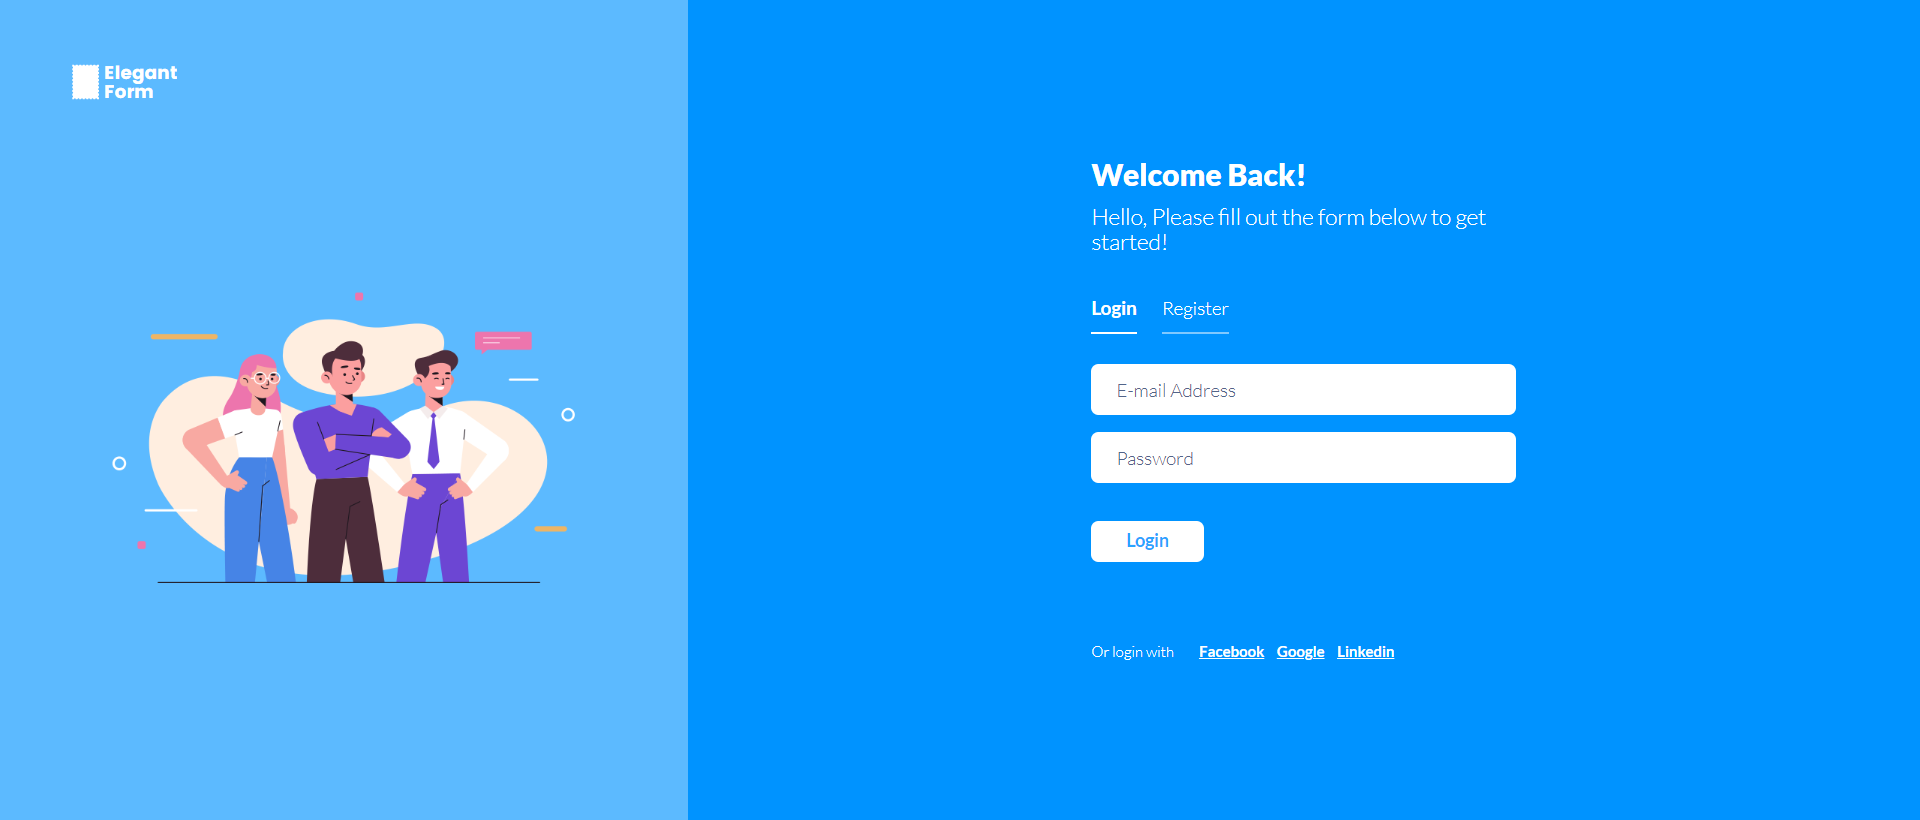 Elegant
Form
Welcome Back!
Hello, Please fill out the form below to get
started!
Login Register
E-mail Address
Password
Login
Or login with Facebook Google Linkedin